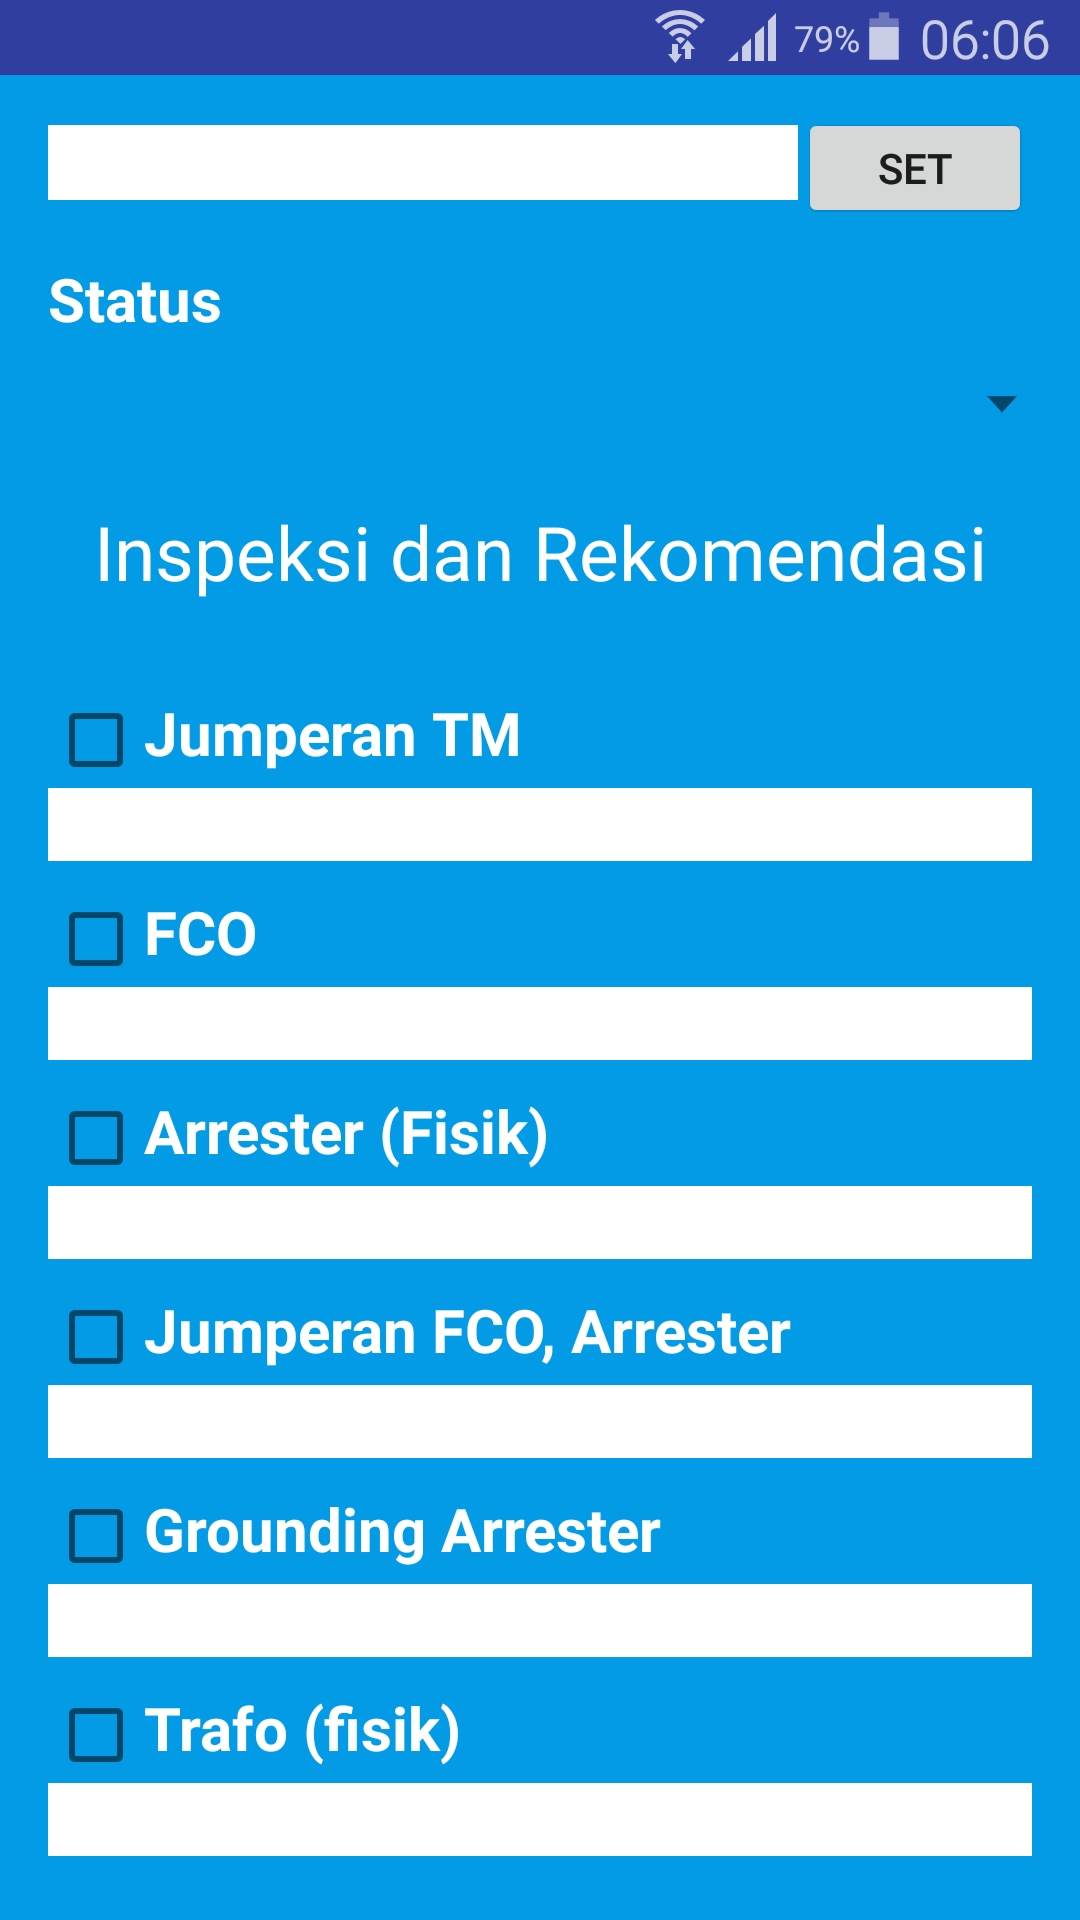 79% 06:06
SET
Status
Inspeksi dan Rekomendasi
Jumperan TM
FCO
Arrester (Fisik)
Jumperan FCO, Arrester
Grounding Arrester
Trafo (fisik)